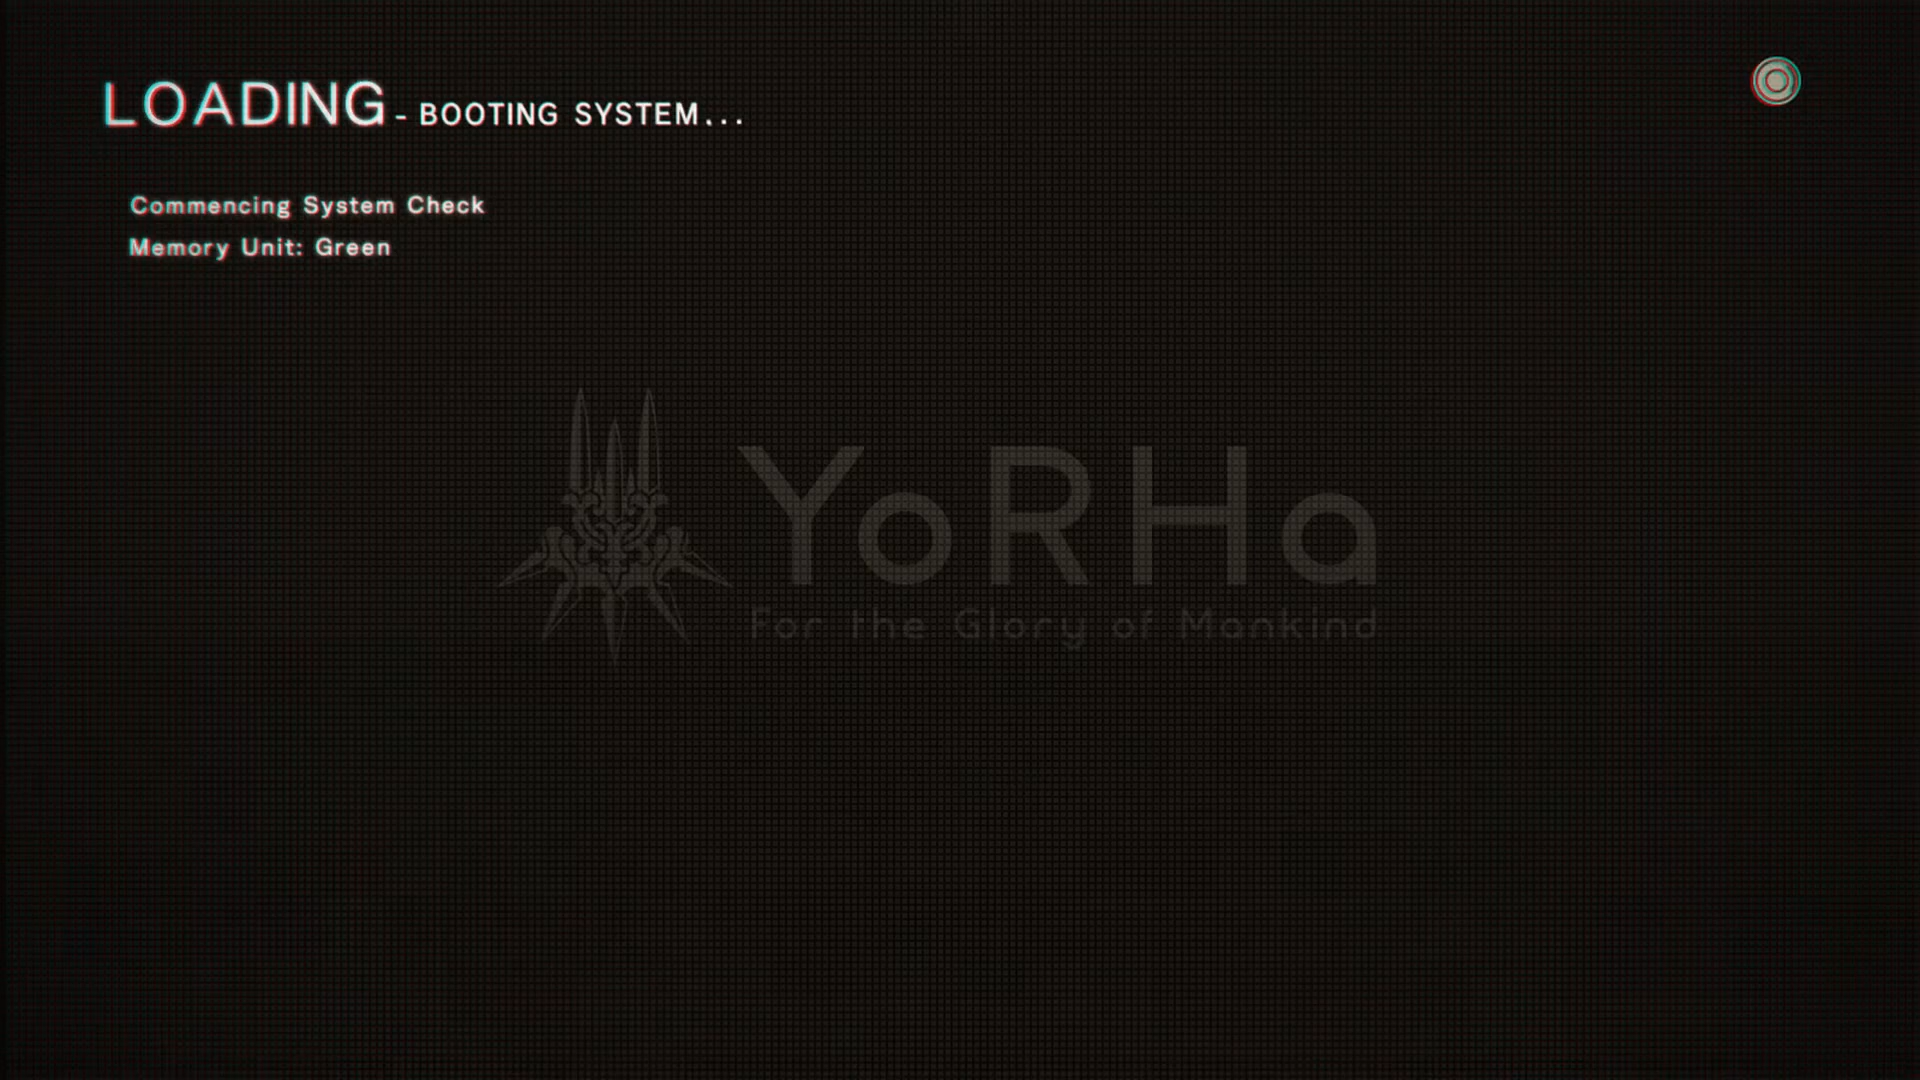 LOADING - BOOTING SYSTEM...
Commencing System Check
Memory Unit: Green
YoRHa
For the Glory of Mankind